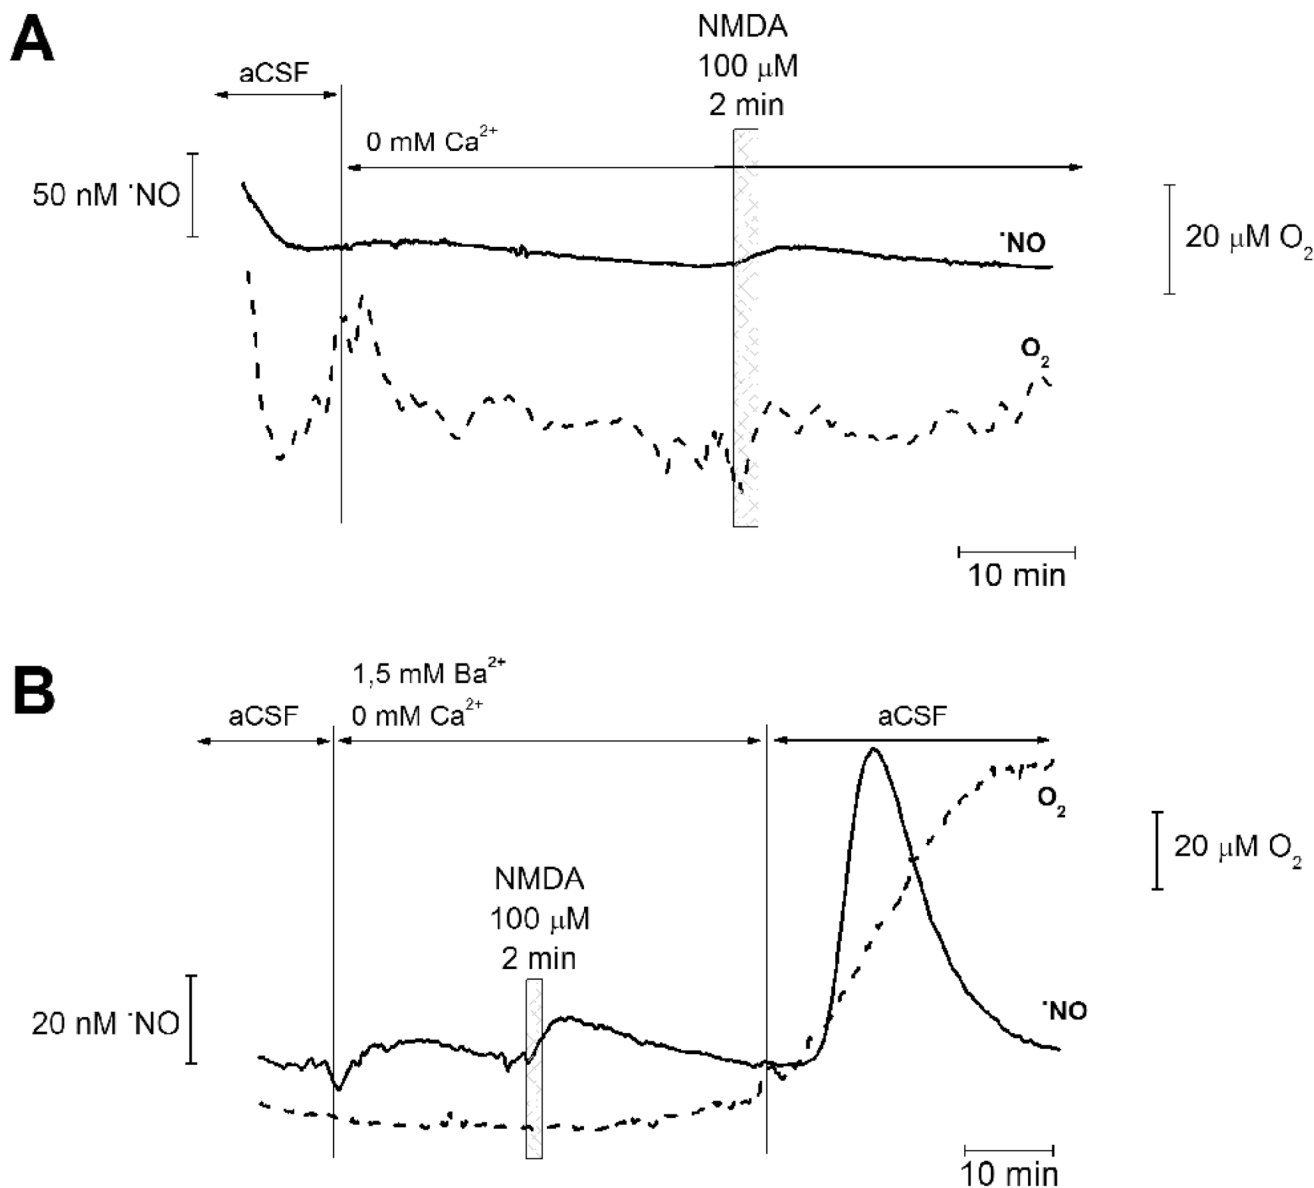 A
NMDA
100 μM
2 min
aCSF
0 mM Ca²⁺
50 nM ˙NO
˙NO
20 μM O₂
O₂
10 min
B
1,5 mM Ba²⁺
0 mM Ca²⁺
aCSF
aCSF
O₂
20 μM O₂
NMDA
100 μM
2 min
20 nM ˙NO
˙NO
10 min